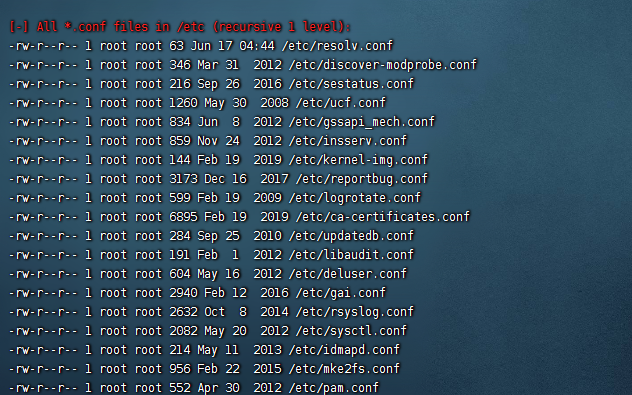 [-] All *.conf files in /etc (recursive 1 level):
-rw-r--r-- 1 root root 63 Jun 17 04:44 /etc/resolv.conf
-rw-r--r-- 1 root root 346 Mar 31  2012 /etc/discover-modprobe.conf
-rw-r--r-- 1 root root 216 Sep 26  2016 /etc/sestatus.conf
-rw-r--r-- 1 root root 1260 May 30  2008 /etc/ucf.conf
-rw-r--r-- 1 root root 834 Jun  8  2012 /etc/gssapi_mech.conf
-rw-r--r-- 1 root root 859 Nov 24  2012 /etc/insserv.conf
-rw-r--r-- 1 root root 144 Feb 19  2019 /etc/kernel-img.conf
-rw-r--r-- 1 root root 3173 Dec 16  2017 /etc/reportbug.conf
-rw-r--r-- 1 root root 599 Feb 19  2009 /etc/logrotate.conf
-rw-r--r-- 1 root root 6895 Feb 19  2019 /etc/ca-certificates.conf
-rw-r--r-- 1 root root 284 Sep 25  2010 /etc/updatedb.conf
-rw-r--r-- 1 root root 191 Feb  1  2012 /etc/libaudit.conf
-rw-r--r-- 1 root root 604 May 16  2012 /etc/deluser.conf
-rw-r--r-- 1 root root 2940 Feb 12  2016 /etc/gai.conf
-rw-r--r-- 1 root root 2632 Oct  8  2014 /etc/rsyslog.conf
-rw-r--r-- 1 root root 2082 May 20  2012 /etc/sysctl.conf
-rw-r--r-- 1 root root 214 May 11  2013 /etc/idmapd.conf
-rw-r--r-- 1 root root 956 Feb 22  2015 /etc/mke2fs.conf
-rw-r--r-- 1 root root 552 Apr 30  2012 /etc/pam.conf